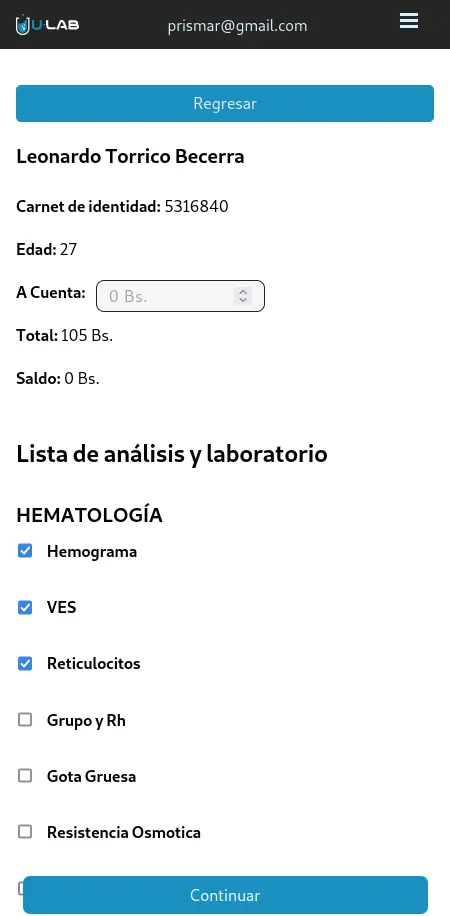 U-LAB
prismar@gmail.com
Regresar
Leonardo Torrico Becerra
Carnet de identidad: 5316840
Edad: 27
A Cuenta: 0 Bs.
Total: 105 Bs.
Saldo: 0 Bs.
Lista de análisis y laboratorio
HEMATOLOGÍA
Hemograma
VES
Reticulocitos
Grupo y Rh
Gota Gruesa
Resistencia Osmotica
Continuar